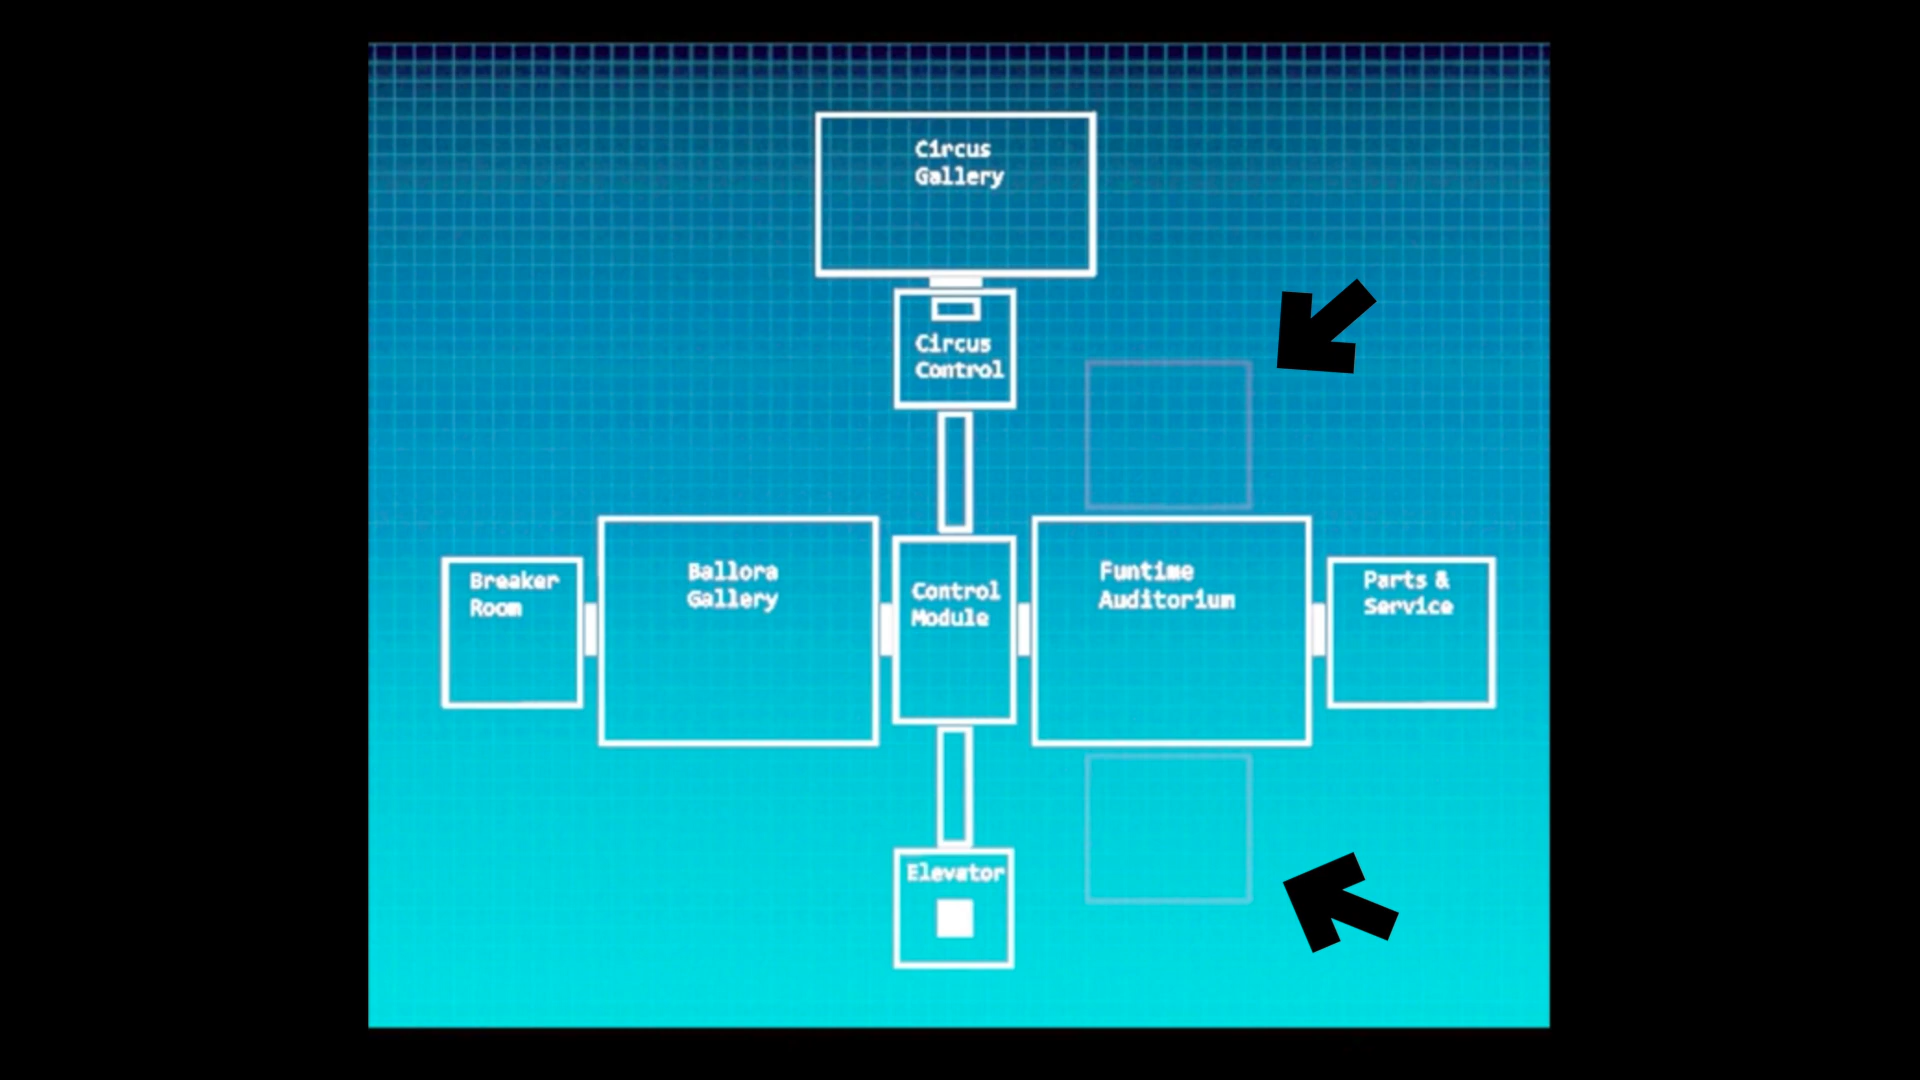 Circus
Gallery
Circus
Control
Breaker
Room
Ballora
Gallery
Control
Module
Funtime
Auditorium
Parts &
Service
Elevator